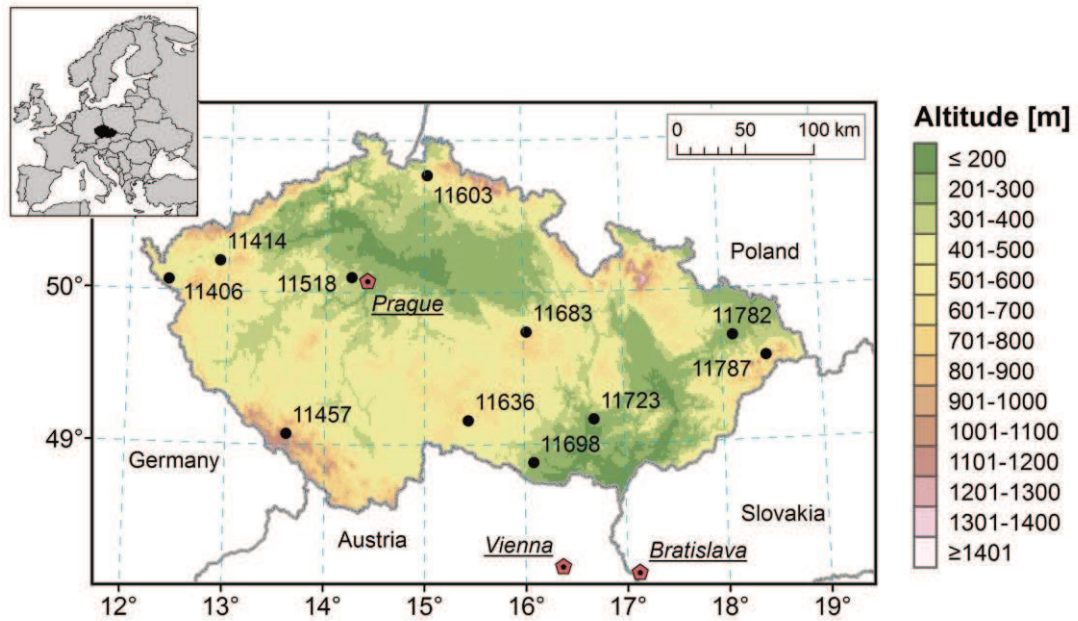 Altitude [m]
≤ 200
201-300
301-400
401-500
501-600
601-700
701-800
801-900
901-1000
1001-1100
1101-1200
1201-1300
1301-1400
≥1401
0 50 100 km
11603
11414
11406
11518
Prague
Poland
11683
11782
11787
11457
11636
11723
11698
Germany
Austria
Slovakia
Vienna
Bratislava
50°
49°
12° 13° 14° 15° 16° 17° 18° 19°